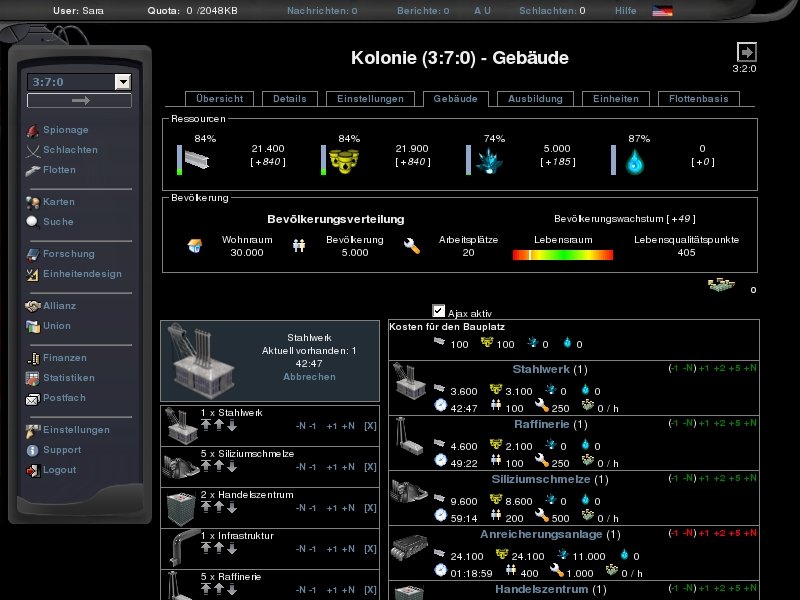 User: Sara Quota: 0 /2048KB Nachrichten: 0 Berichte: 0 A U Schlachten: 0 Hilfe
Kolonie (3:7:0) - Gebäude
3:2:0
3:7:0
Übersicht Details Einstellungen Gebäude Ausbildung Einheiten Flottenbasis
Spionage
Schlachten
Flotten
Karten
Suche
Forschung
Einheitendesign
Allianz
Union
Finanzen
Statistiken
Postfach
Einstellungen
Support
Logout
Ressourcen
84% 21.400 [+840]
84% 21.900 [+840]
74% 5.000 [+185]
87% 0 [+0]
Bevölkerung
Bevölkerungsverteilung Bevölkerungswachstum [+49]
Wohnraum Bevölkerung Arbeitsplätze Lebensraum Lebensqualitätspunkte
30.000 5.000 20 405
0
Ajax aktiv
Stahlwerk
Aktuell vorhanden: 1
42:47
Abbrechen
1 x Stahlwerk
-N -1 +1 +N [X]
5 x Siliziumschmelze
-N -1 +1 +N [X]
2 x Handelszentrum
-N -1 +1 +N [X]
1 x Infrastruktur
-N -1 +1 +N [X]
5 x Raffinerie
-N -1 +1 +N [X]
Kosten für den Bauplatz
100 100 0 0
Stahlwerk (1) (-1 -N) +1 +2 +5 +N
3.600 3.100 0 0
42:47 100 250 0 / h
Raffinerie (1) (-1 -N) +1 +2 +5 +N
4.600 2.100 0 0
49:22 100 250 0 / h
Siliziumschmelze (1) (-1 -N) +1 +2 +5 +N
9.600 8.600 0 0
59:14 200 500 0 / h
Anreicherungsanlage (1) (-1 -N) +1 +2 +5 +N
24.100 24.100 11.000 0
01:18:59 400 1.000 0 / h
Handelszentrum (1) (-1 -N) +1 +2 +5 +N